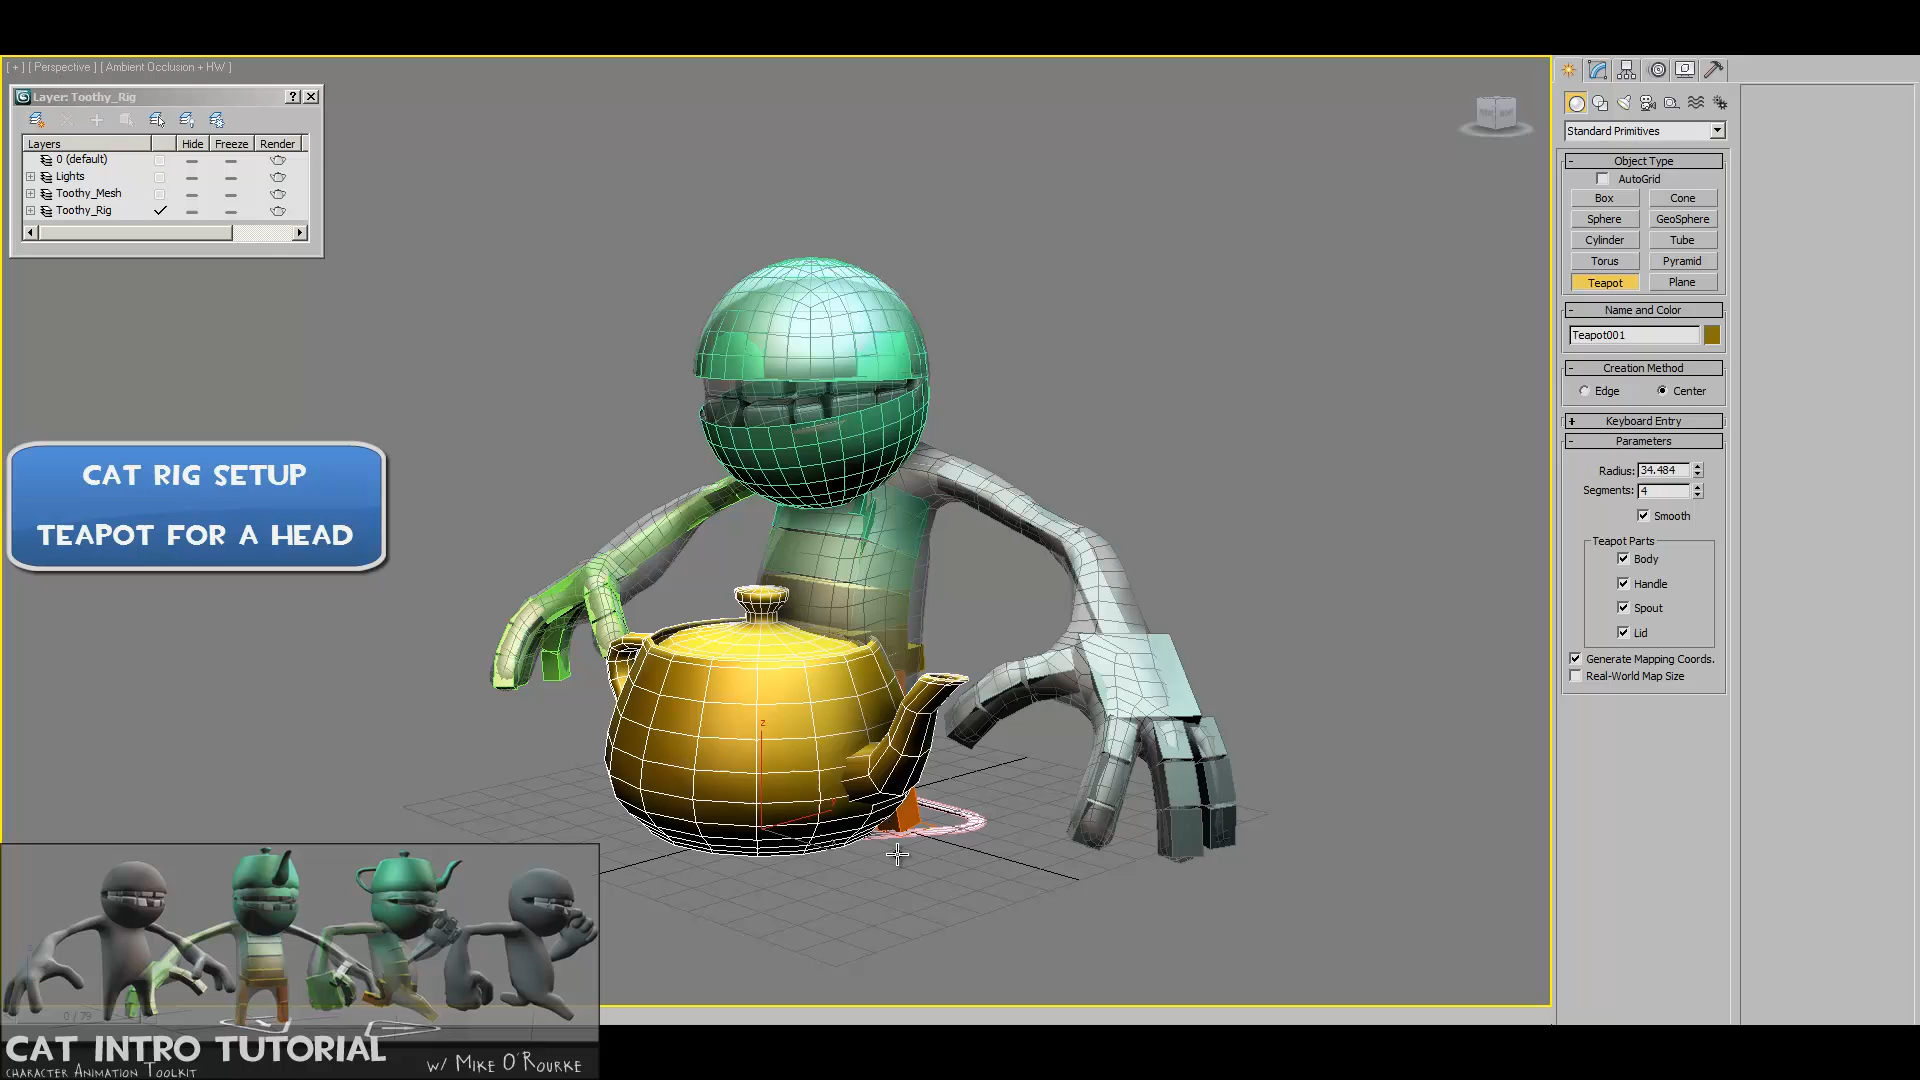 [ + ] [ Perspective ] [ Ambient Occlusion + HW ]
Layer: Toothy_Rig
?
Layers Hide Freeze Render
0 (default)
Lights
Toothy_Mesh
Toothy_Rig
CAT RIG SETUP
TEAPOT FOR A HEAD
z
0 / 79
CAT INTRO TUTORIAL
CHARACTER ANIMATION TOOLKIT
W/ MIKE O'ROURKE
Standard Primitives
- Object Type
AutoGrid
Box Cone
Sphere GeoSphere
Cylinder Tube
Torus Pyramid
Teapot Plane
- Name and Color
Teapot001
- Creation Method
Edge Center
+ Keyboard Entry
- Parameters
Radius: 34.484
Segments: 4
Smooth
Teapot Parts
Body
Handle
Spout
Lid
Generate Mapping Coords.
Real-World Map Size